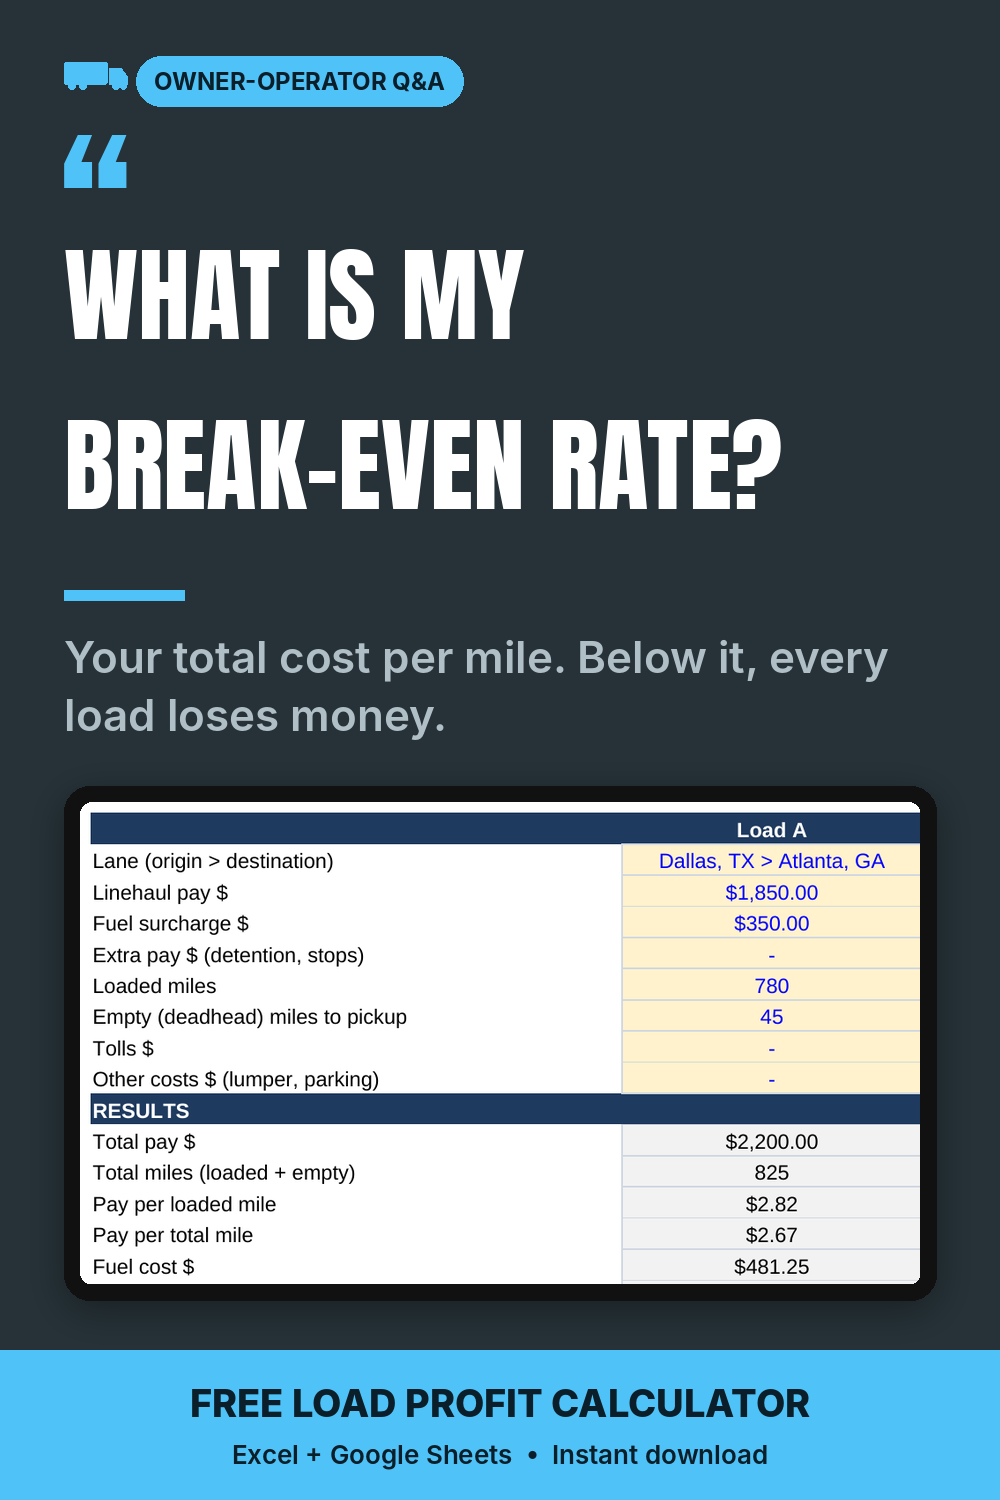 OWNER-OPERATOR Q&A
“
WHAT IS MY
BREAK-EVEN RATE?
Your total cost per mile. Below it, every
load loses money.
Load A
Lane (origin > destination) Dallas, TX > Atlanta, GA
Linehaul pay $ $1,850.00
Fuel surcharge $ $350.00
Extra pay $ (detention, stops) -
Loaded miles 780
Empty (deadhead) miles to pickup 45
Tolls $ -
Other costs $ (lumper, parking) -
RESULTS
Total pay $ $2,200.00
Total miles (loaded + empty) 825
Pay per loaded mile $2.82
Pay per total mile $2.67
Fuel cost $ $481.25
FREE LOAD PROFIT CALCULATOR
Excel + Google Sheets • Instant download